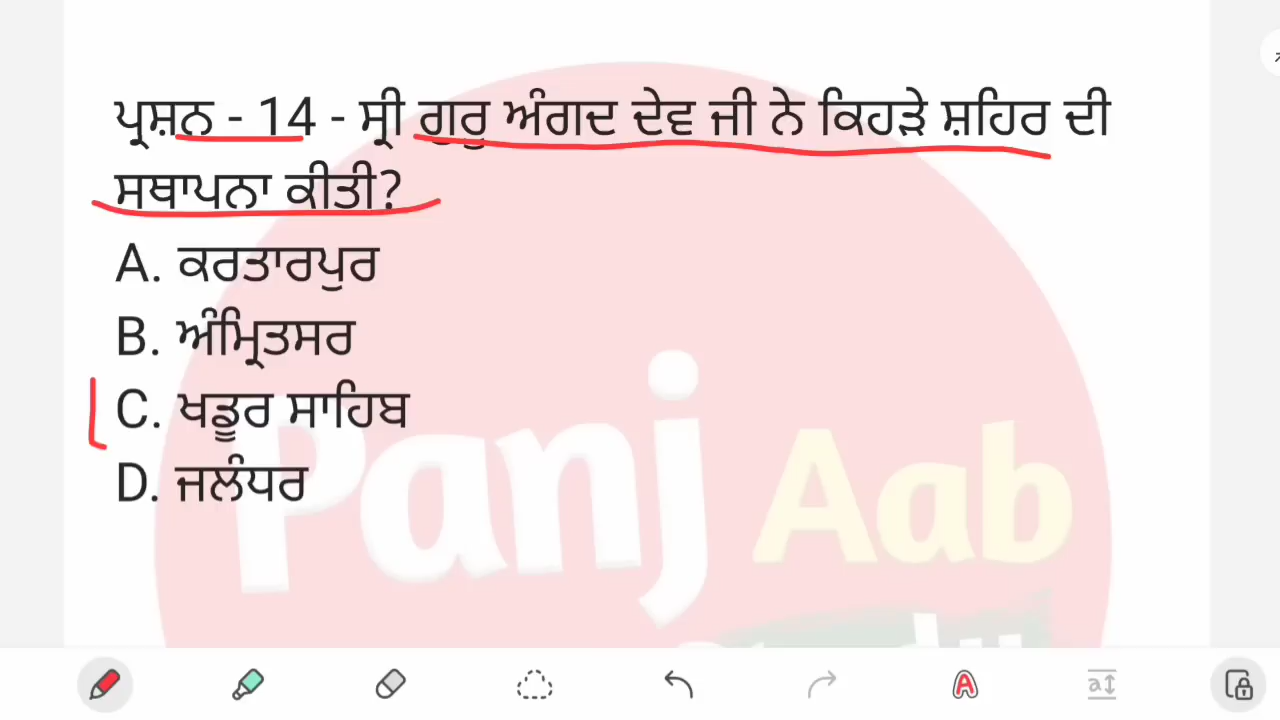 ਪ੍ਰਸ਼ਨ - 14 - ਸ੍ਰੀ ਗੁਰੁ ਅੰਗਦ ਦੇਵ ਜੀ ਨੇ ਕਿਹੜੇ ਸ਼ਹਿਰ ਦੀ
ਸਥਾਪਨਾ ਕੀਤੀ?
A. ਕਰਤਾਰਪੁਰ
B. ਅੰਮ੍ਰਿਤਸਰ
C. ਖਡੂਰ ਸਾਹਿਬ
D. ਜਲੰਧਰ
Panj Aab